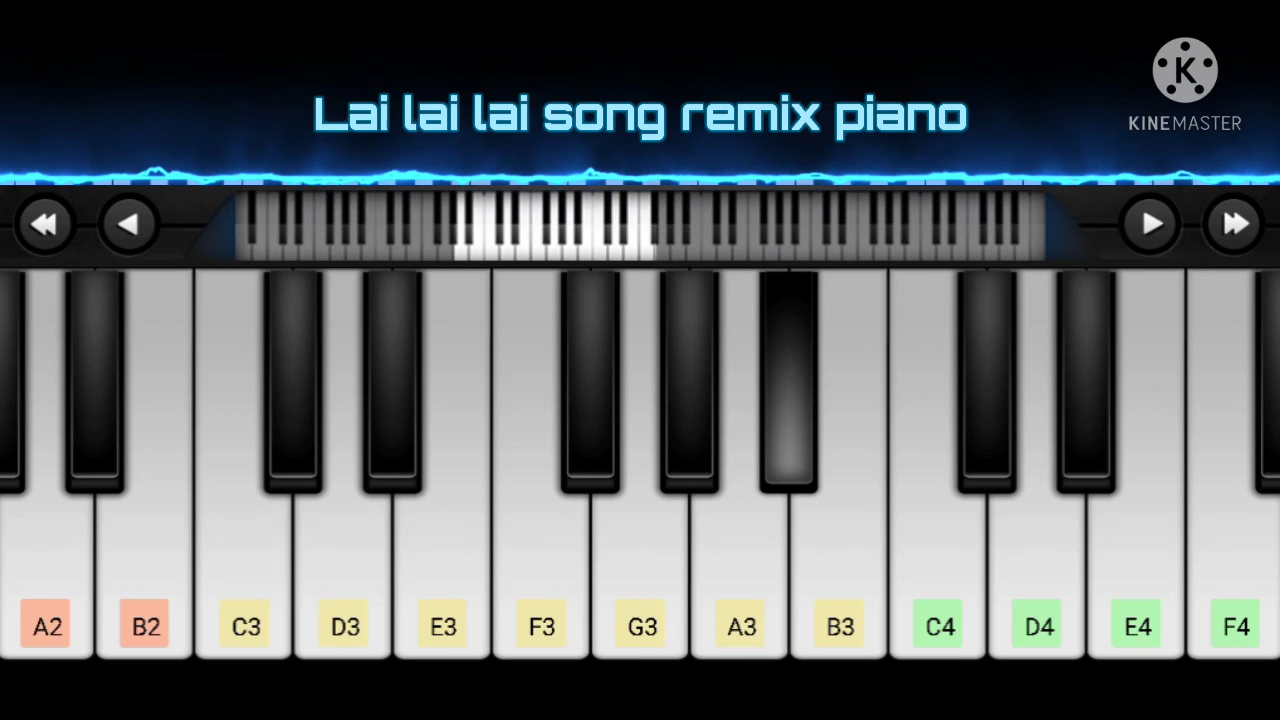 Lai lai lai song remix piano
K
KINEMASTER
A2 B2 C3 D3 E3 F3 G3 A3 B3 C4 D4 E4 F4